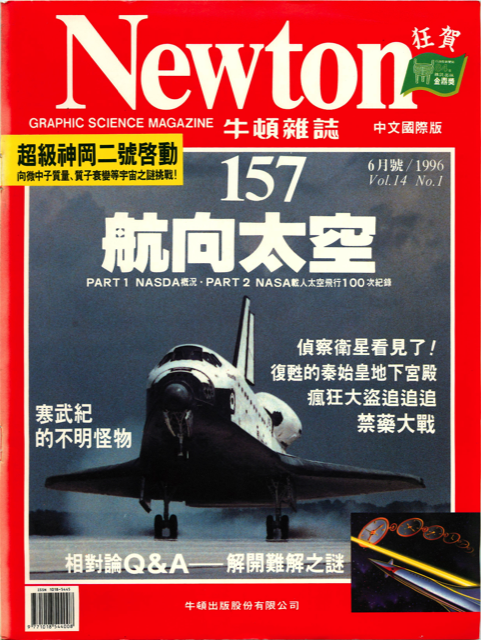 狂賀
Newton
金鼎獎
GRAPHIC SCIENCE MAGAZINE
牛頓雜誌
中文國際版
超級神岡二號啓動
向微中子質量、質子衰變等宇宙之謎挑戰!
157
6月號/1996
Vol.14 No.1
航向太空
PART 1 NASDA概況・PART 2 NASA載人太空飛行100次紀錄
偵察衛星看見了!
復甦的秦始皇地下宮殿
瘋狂大盜追追追
禁藥大戰
寒武紀
的不明怪物
相對論Q&A——解開難解之謎
ISSN 1018-5445
9 771018 544008
牛頓出版股份有限公司